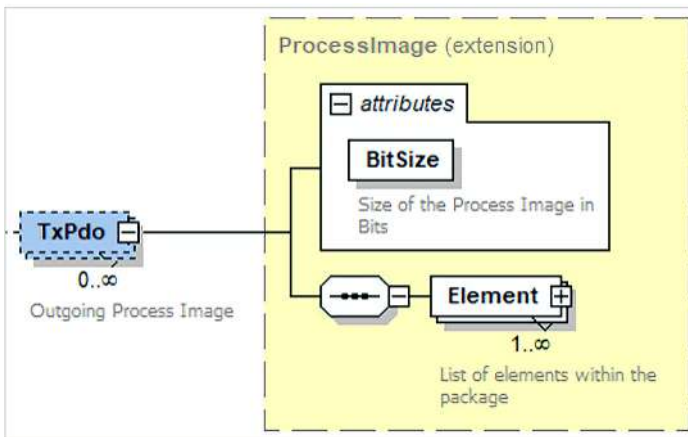 ProcessImage (extension)
attributes
BitSize
Size of the Process Image in
Bits
TxPdo
0..∞
Outgoing Process Image
Element
1..∞
List of elements within the
package